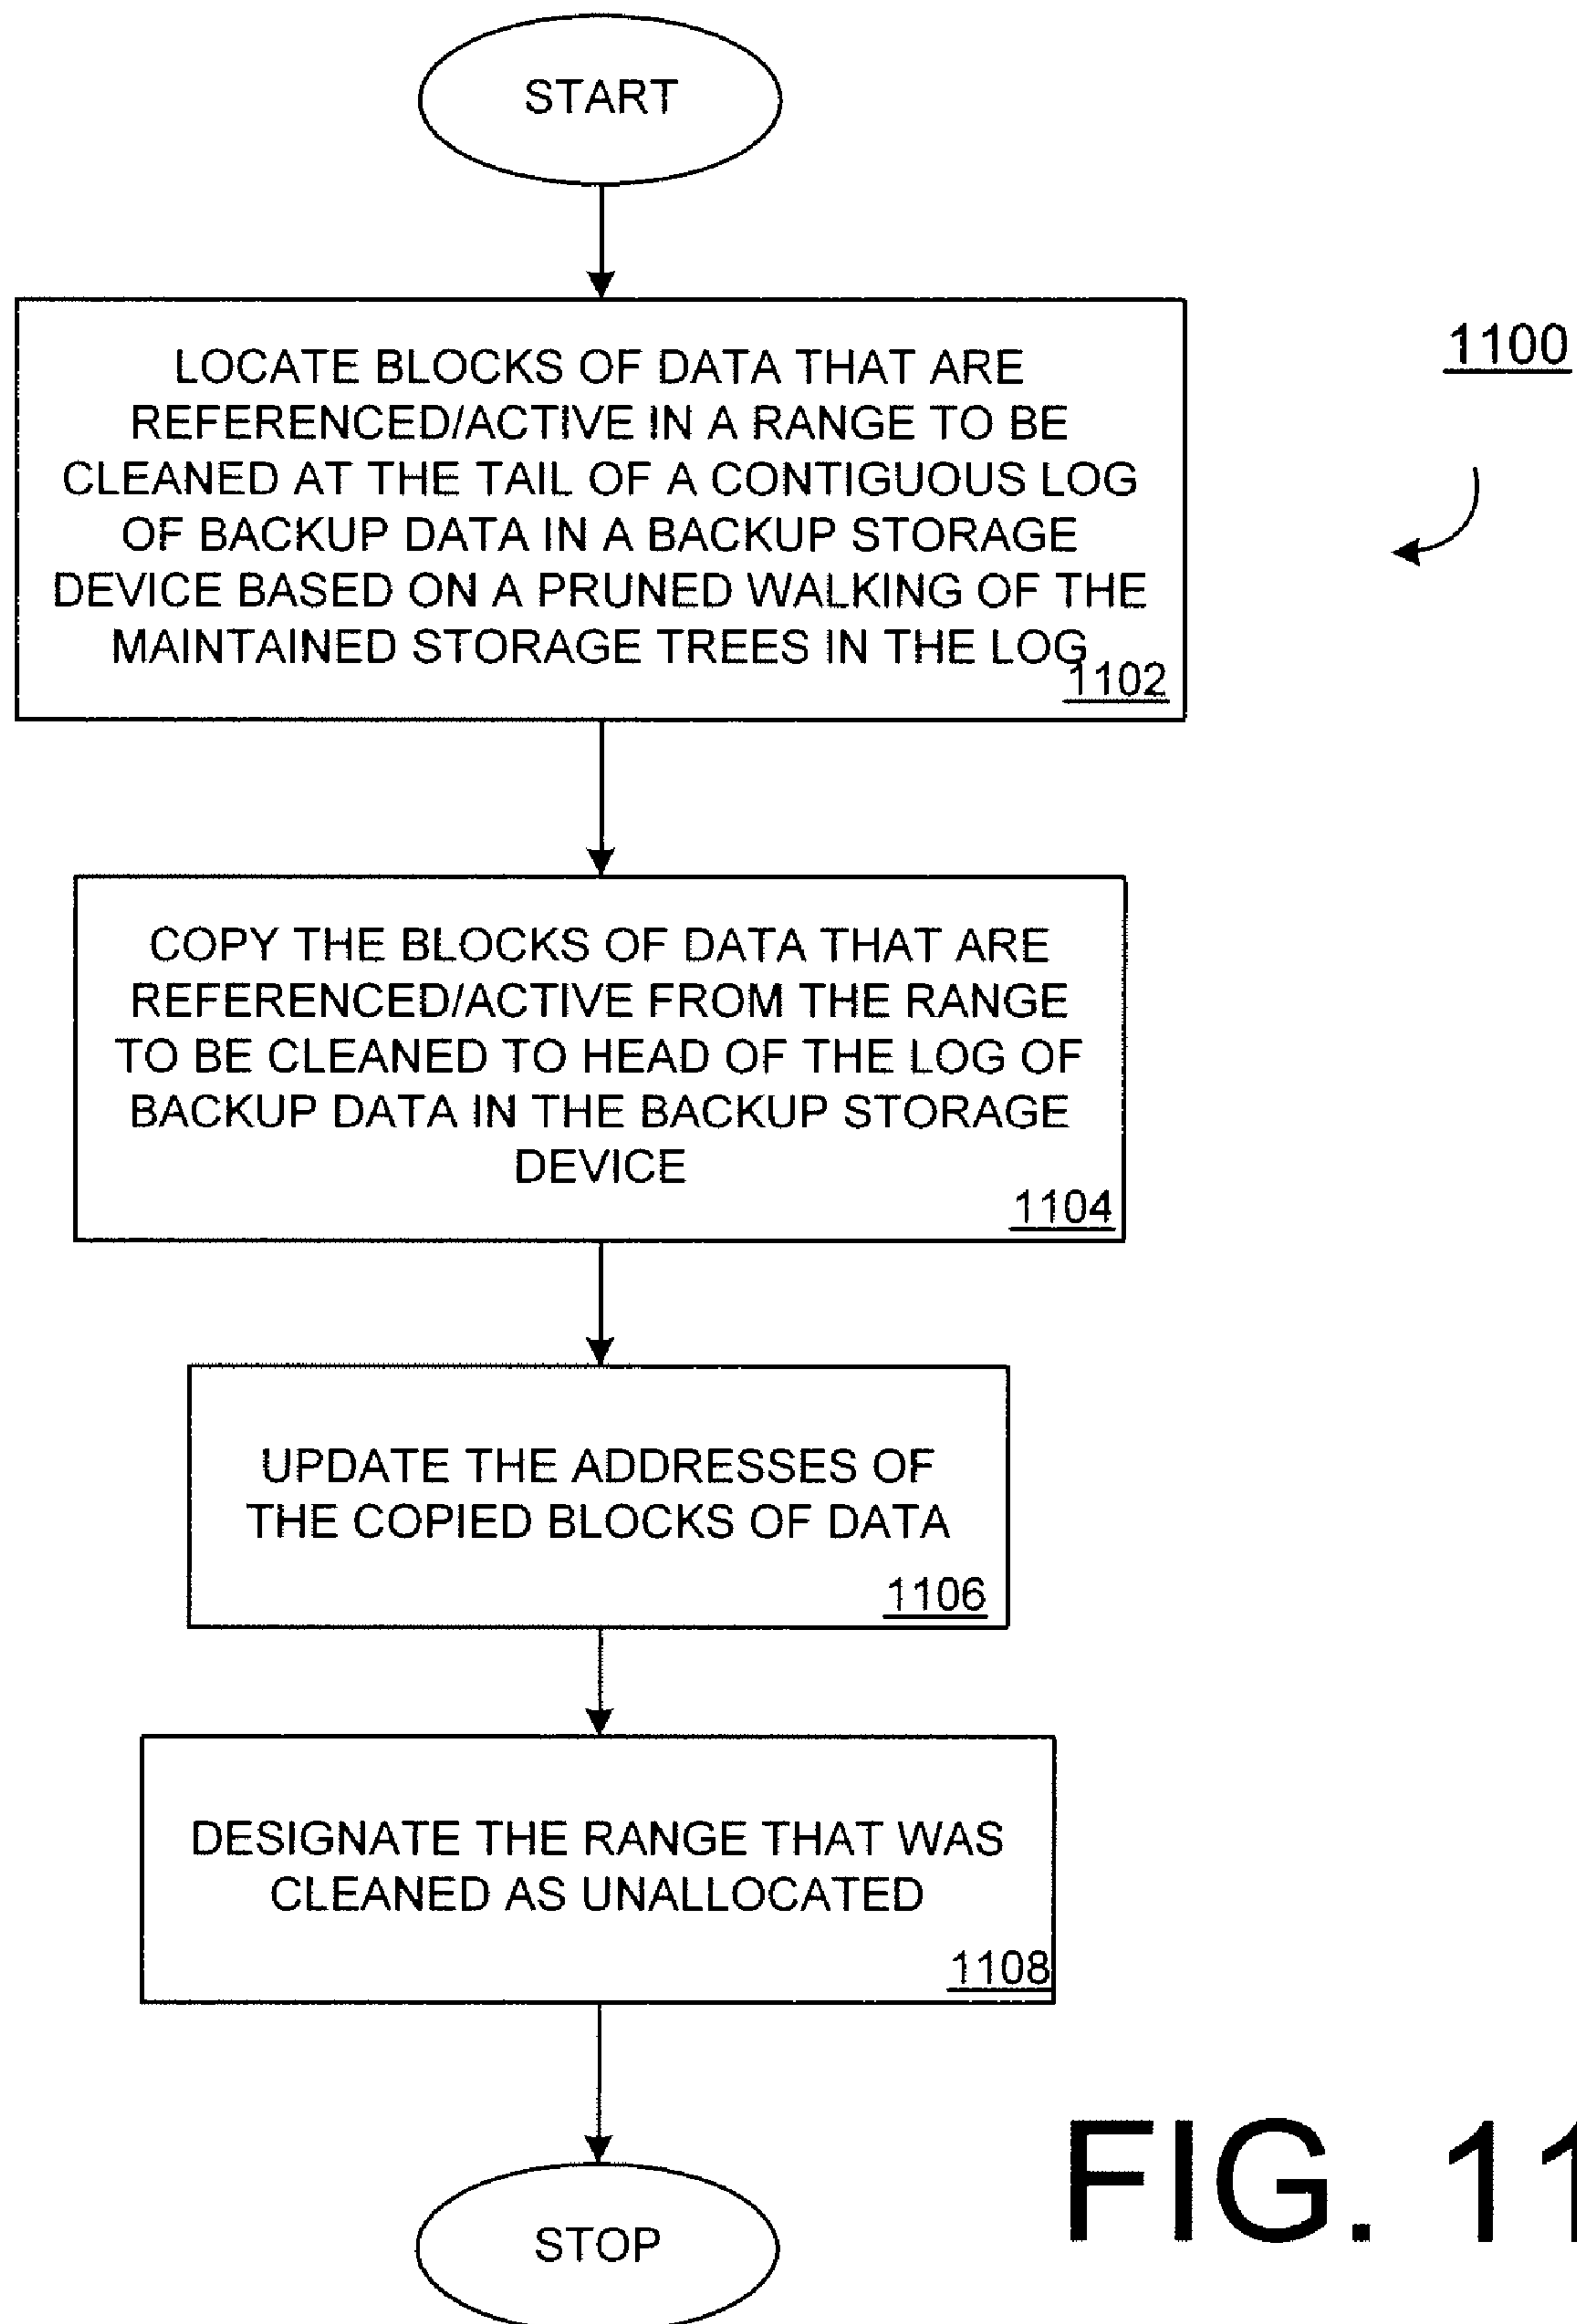 START
LOCATE BLOCKS OF DATA THAT ARE
REFERENCED/ACTIVE IN A RANGE TO BE
CLEANED AT THE TAIL OF A CONTIGUOUS LOG
OF BACKUP DATA IN A BACKUP STORAGE
DEVICE BASED ON A PRUNED WALKING OF THE
MAINTAINED STORAGE TREES IN THE LOG
1102
1100
COPY THE BLOCKS OF DATA THAT ARE
REFERENCED/ACTIVE FROM THE RANGE
TO BE CLEANED TO HEAD OF THE LOG OF
BACKUP DATA IN THE BACKUP STORAGE
DEVICE
1104
UPDATE THE ADDRESSES OF
THE COPIED BLOCKS OF DATA
1106
DESIGNATE THE RANGE THAT WAS
CLEANED AS UNALLOCATED
1108
STOP
FIG. 11